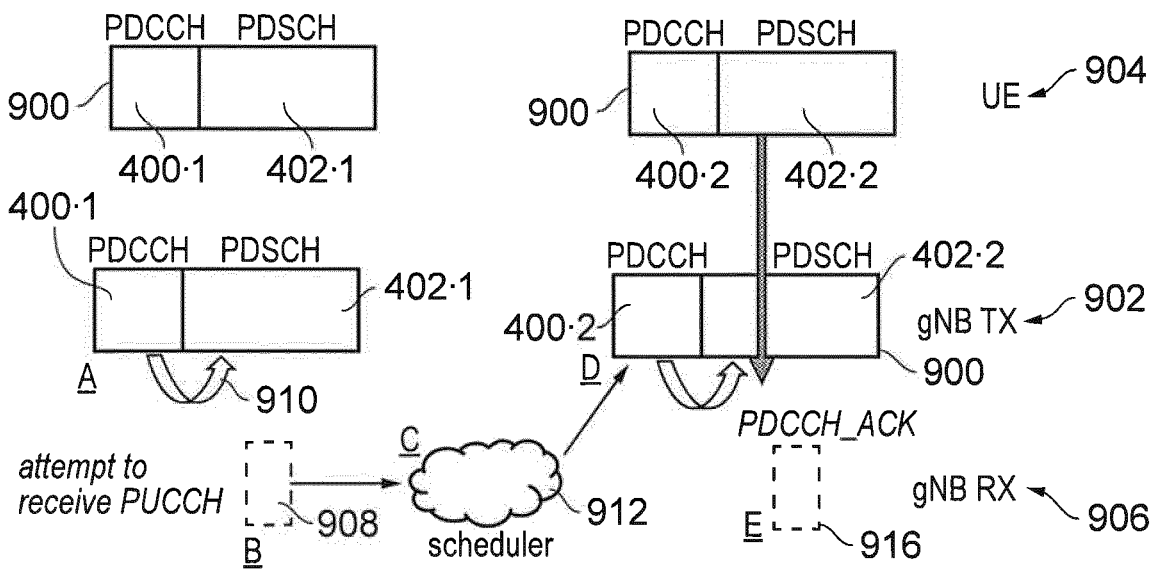 PDCCH PDSCH
PDCCH PDSCH
900
900
UE
904
400·1
402·1
400·2
402·2
400·1
PDCCH PDSCH
402·1
PDCCH PDSCH
402·2
400·2
gNB TX
902
900
A
910
D
PDCCH_ACK
attempt to
receive PUCCH
908
B
C
912
scheduler
E
916
gNB RX
906